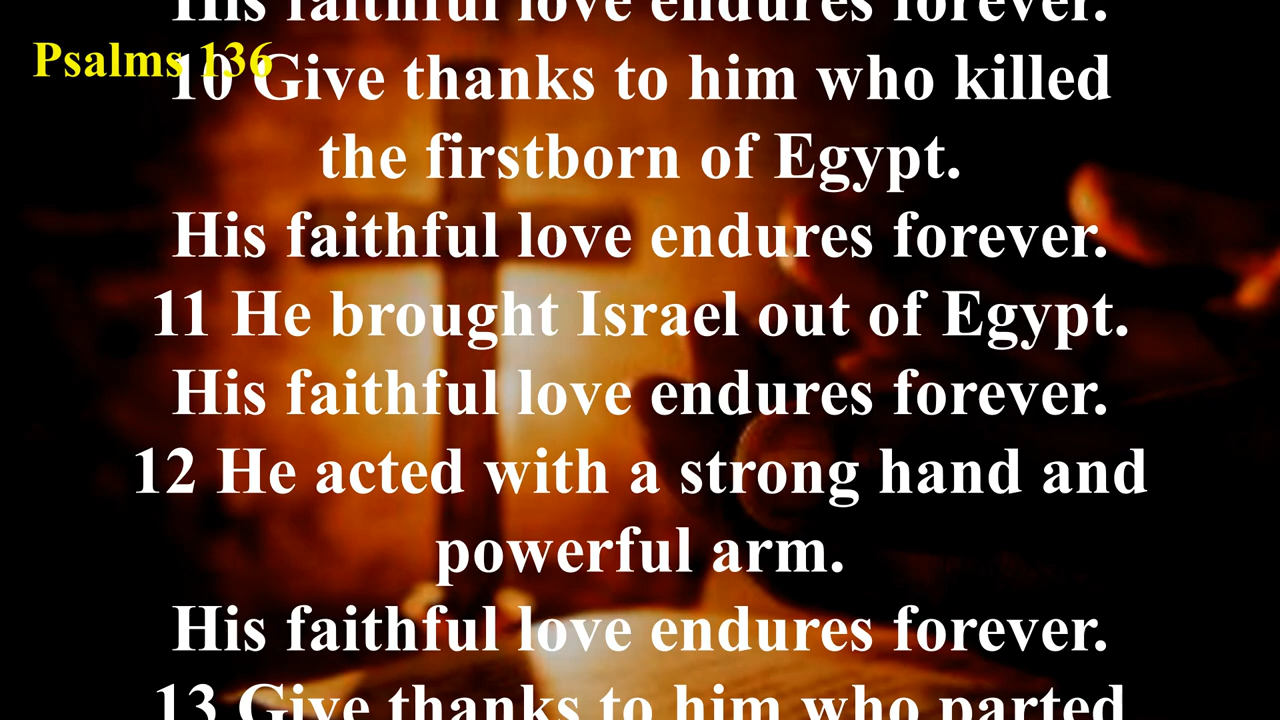 His faithful love endures forever.
Psalms 136
10 Give thanks to him who killed
the firstborn of Egypt.
His faithful love endures forever.
11 He brought Israel out of Egypt.
His faithful love endures forever.
12 He acted with a strong hand and
powerful arm.
His faithful love endures forever.
13 Give thanks to him who parted